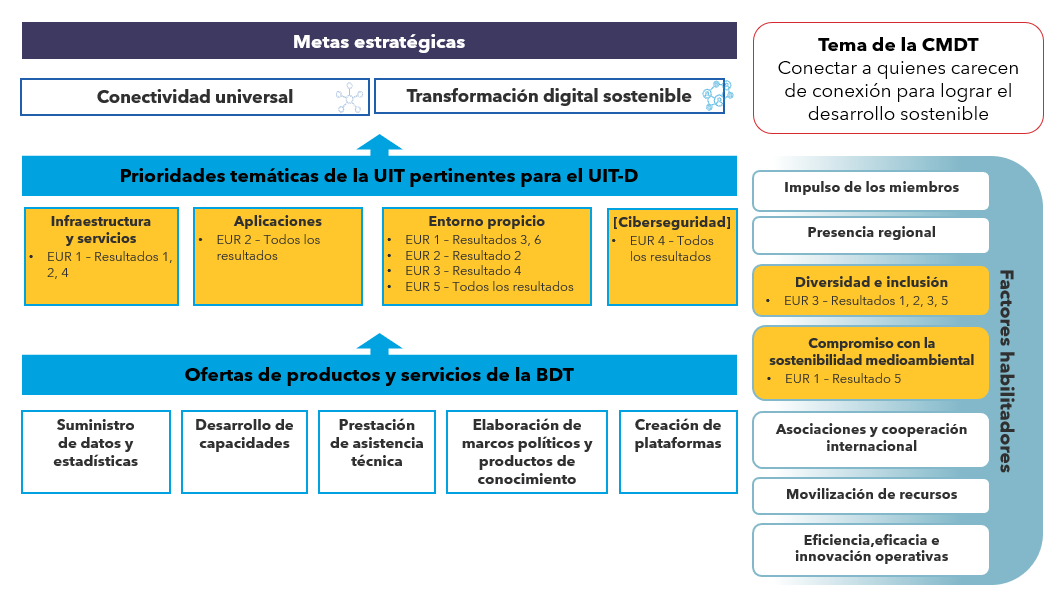 Metas estratégicas
Conectividad universal
Transformación digital sostenible
Tema de la CMDT
Conectar a quienes carecen
de conexión para lograr el
desarrollo sostenible
Prioridades temáticas de la UIT pertinentes para el UIT-D
Infraestructura
y servicios
• EUR 1 – Resultados 1,
2, 4
Aplicaciones
• EUR 2 – Todos los
resultados
Entorno propicio
• EUR 1 – Resultados 3, 6
• EUR 2 – Resultado 2
• EUR 3 – Resultado 4
• EUR 5 – Todos los resultados
[Ciberseguridad]
• EUR 4 – Todos
los resultados
Ofertas de productos y servicios de la BDT
Suministro
de datos y
estadísticas
Desarrollo de
capacidades
Prestación
de asistencia
técnica
Elaboración de
marcos políticos y
productos de
conocimiento
Creación de
plataformas
Factores habilitadores
Impulso de los miembros
Presencia regional
Diversidad e inclusión
• EUR 3 – Resultados 1, 2, 3, 5
Compromiso con la
sostenibilidad medioambiental
• EUR 1 – Resultado 5
Asociaciones y cooperación
internacional
Movilización de recursos
Eficiencia,eficacia e
innovación operativas